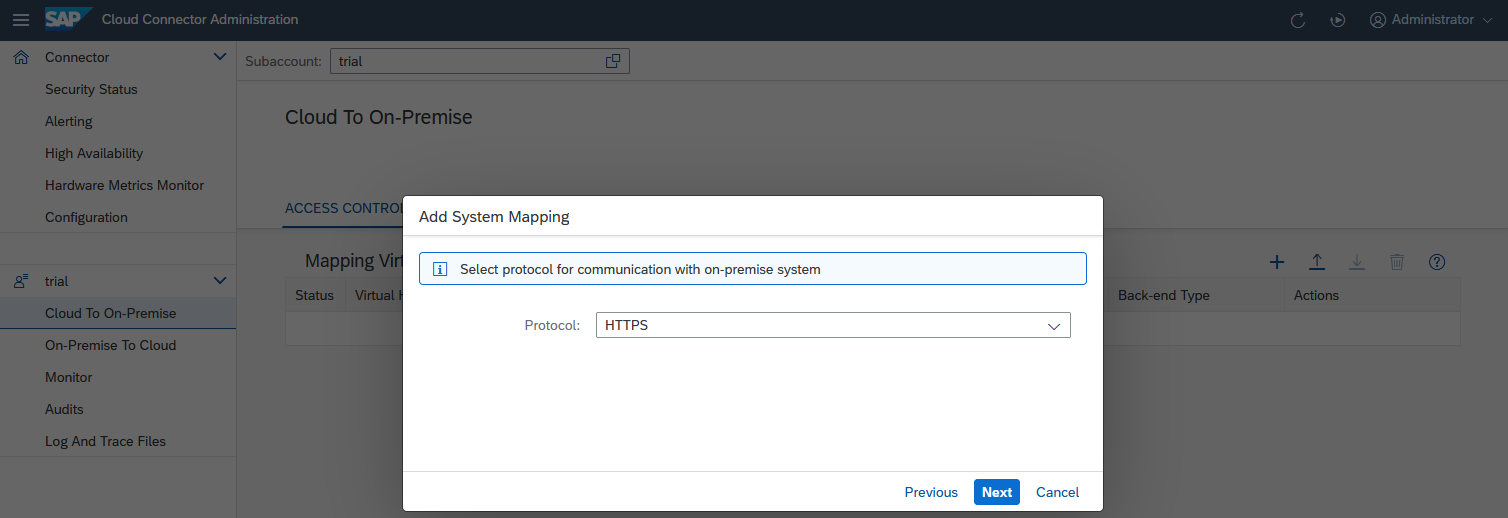 SAP Cloud Connector Administration Administrator
Connector
Subaccount: trial
Security Status
Alerting
High Availability
Hardware Metrics Monitor
Configuration
trial
Cloud To On-Premise
On-Premise To Cloud
Monitor
Audits
Log And Trace Files
Cloud To On-Premise
ACCESS CONTROL
Mapping
Status Virtual Back-end Type Actions
Add System Mapping
Select protocol for communication with on-premise system
Protocol: HTTPS
Previous Next Cancel